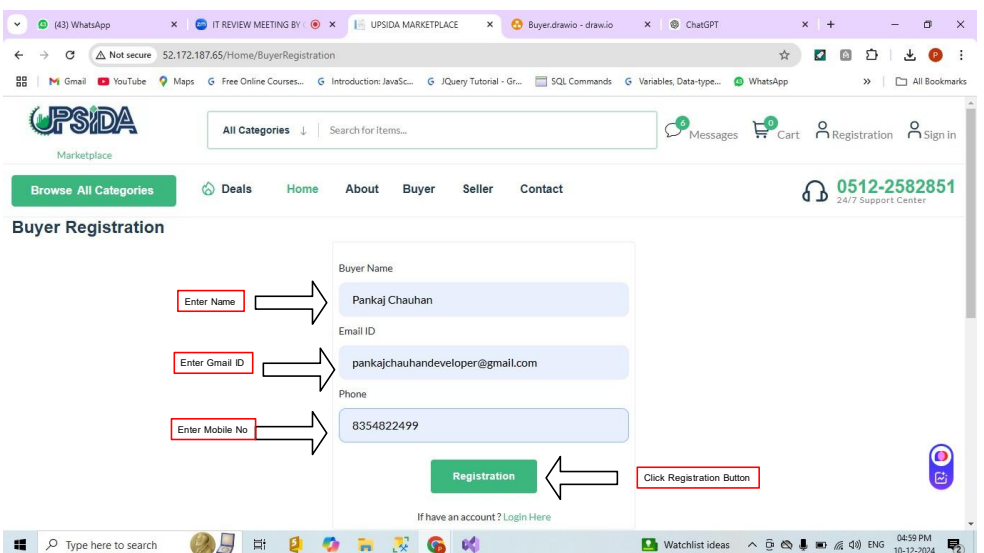 (43) WhatsApp
IT REVIEW MEETING BY
UPSIDA MARKETPLACE
Buyer.drawio - draw.io
ChatGPT
Not secure 52.172.187.65/Home/BuyerRegistration
Gmail YouTube Maps Free Online Courses... Introduction: JavaSc... JQuery Tutorial - Gr... SQL Commands Variables, Data-type... WhatsApp » All Bookmarks
UPSIDA
Marketplace
All Categories ↓ Search for items...
6 Messages 0 Cart Registration Sign in
Browse All Categories Deals Home About Buyer Seller Contact
0512-2582851
24/7 Support Center
Buyer Registration
Buyer Name
Enter Name Pankaj Chauhan
Email ID
Enter Gmail ID pankajchauhandeveloper@gmail.com
Phone
Enter Mobile No 8354822499
Registration Click Registration Button
If have an account ? Login Here
Type here to search Watchlist ideas ENG 04:59 PM
10-12-2024
2